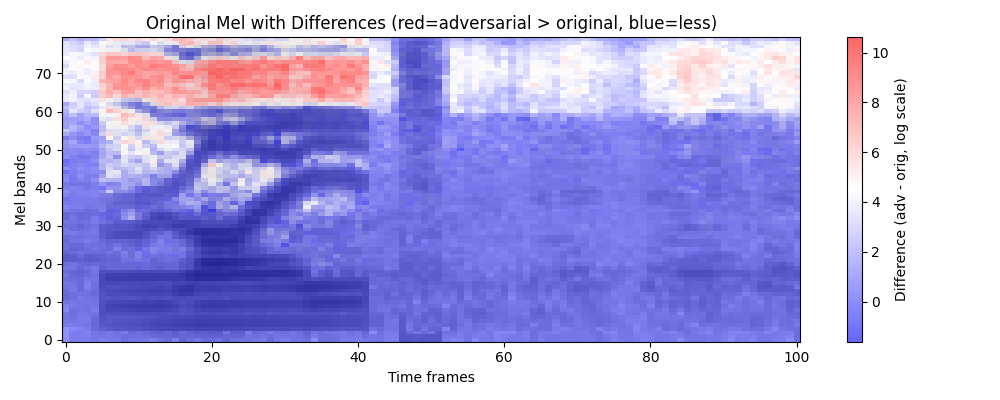 Original Mel with Differences (red=adversarial > original, blue=less)
Mel bands
70
60
50
40
30
20
10
0
0 20 40 60 80 100
Time frames
10
8
6
4
2
0
Difference (adv - orig, log scale)